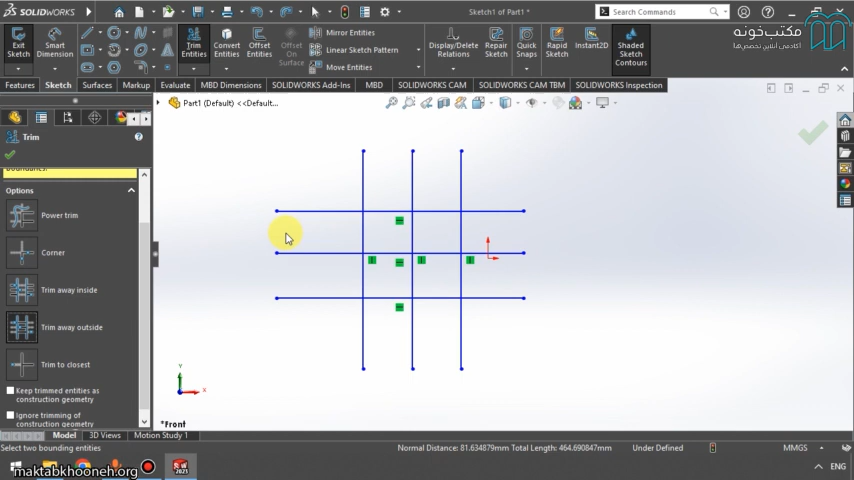 SOLIDWORKS
Sketch1 of Part1 *
Search Commands
مکتب‌خونه
آکادمی آنلاین تخصص‌ها
Exit Sketch
Smart Dimension
Trim Entities
Convert Entities
Offset Entities
Offset On Surface
Mirror Entities
Linear Sketch Pattern
Move Entities
Display/Delete Relations
Repair Sketch
Quick Snaps
Rapid Sketch
Instant2D
Shaded Sketch Contours
Features
Sketch
Surfaces
Markup
Evaluate
MBD Dimensions
SOLIDWORKS Add-Ins
MBD
SOLIDWORKS CAM
SOLIDWORKS CAM TBM
SOLIDWORKS Inspection
Part1 (Default) <<Default...
Trim
boundaries.
Options
Power trim
Corner
Trim away inside
Trim away outside
Trim to closest
Keep trimmed entities as
construction geometry
Ignore trimming of
construction geometry
Y
X
*Front
Model
3D Views
Motion Study 1
Select two bounding entities
Normal Distance: 81.634879mm Total Length: 464.690847mm
Under Defined
MMGS
maktabkhooneh.org
ENG